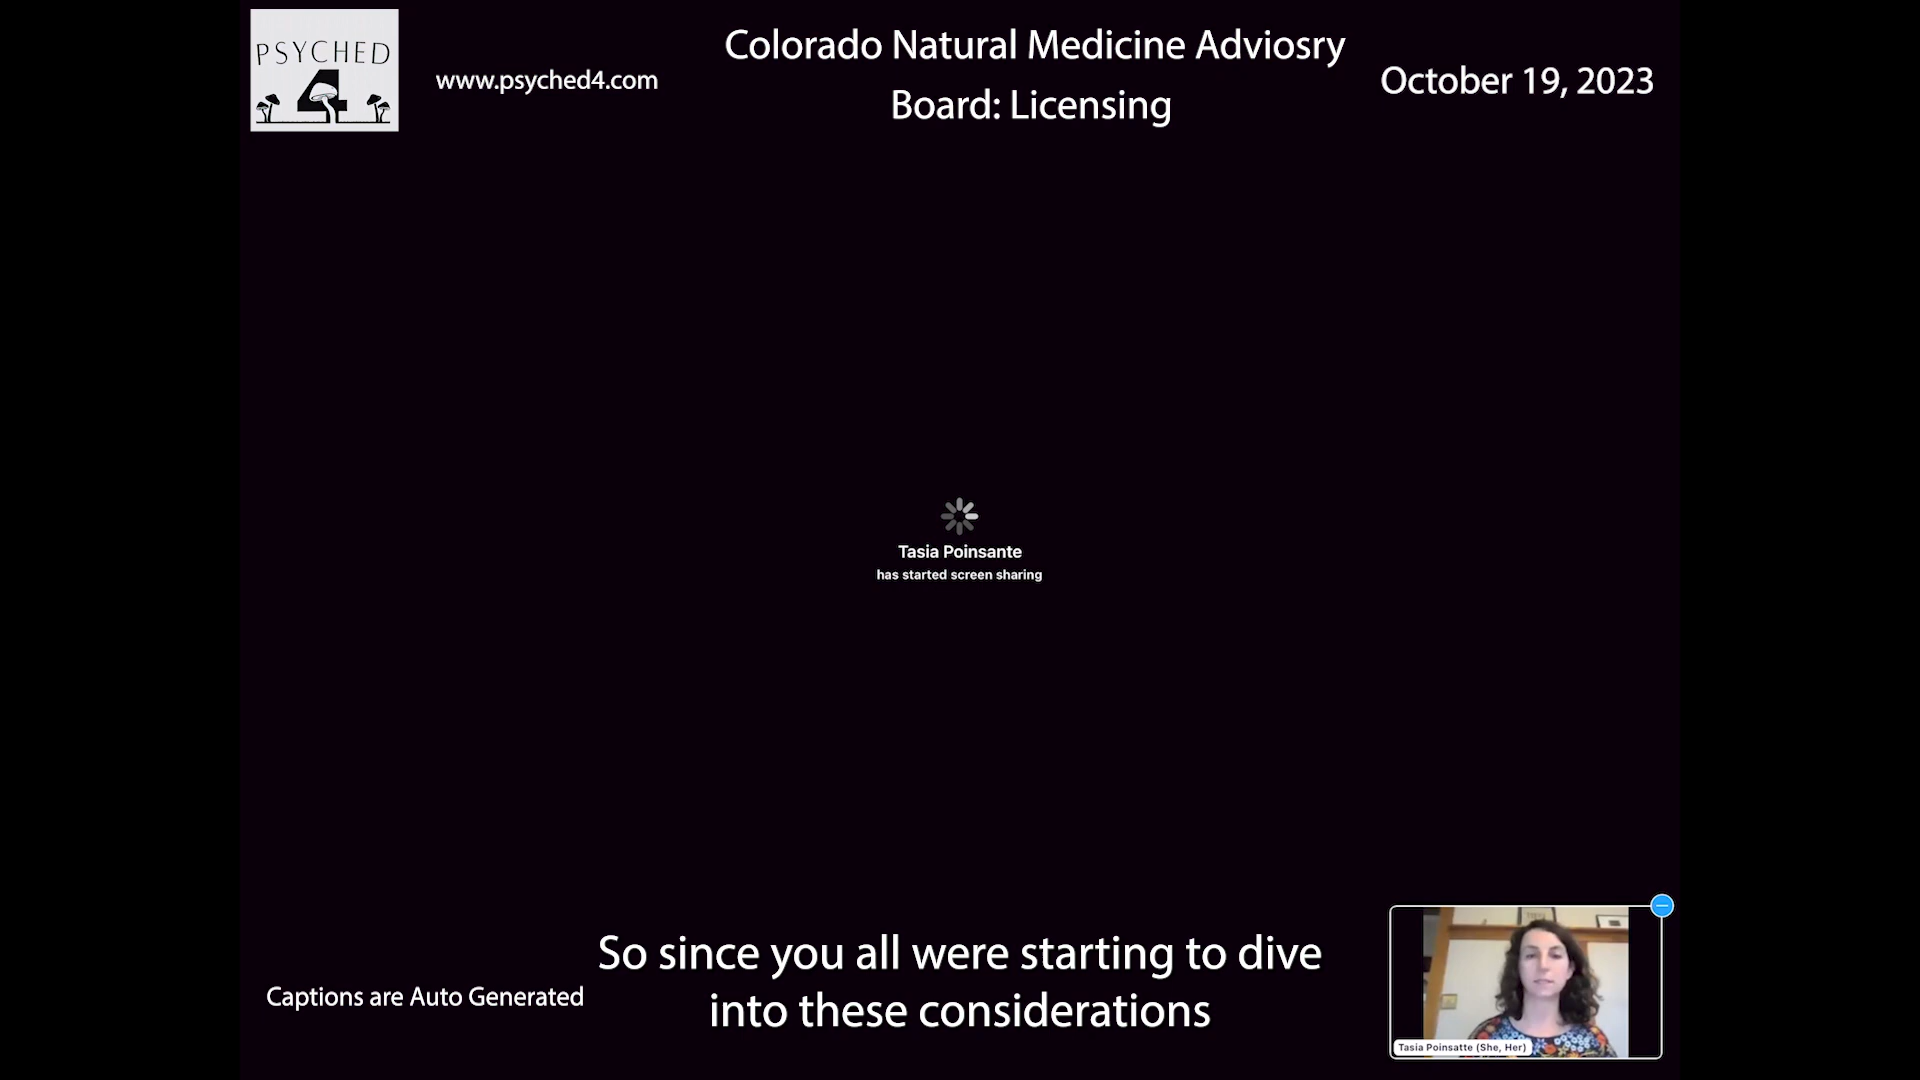 PSYCHED
4
www.psyched4.com
Colorado Natural Medicine Adviosry
Board: Licensing
October 19, 2023
Tasia Poinsante
has started screen sharing
So since you all were starting to dive
into these considerations
Captions are Auto Generated
Tasia Poinsatte (She, Her)